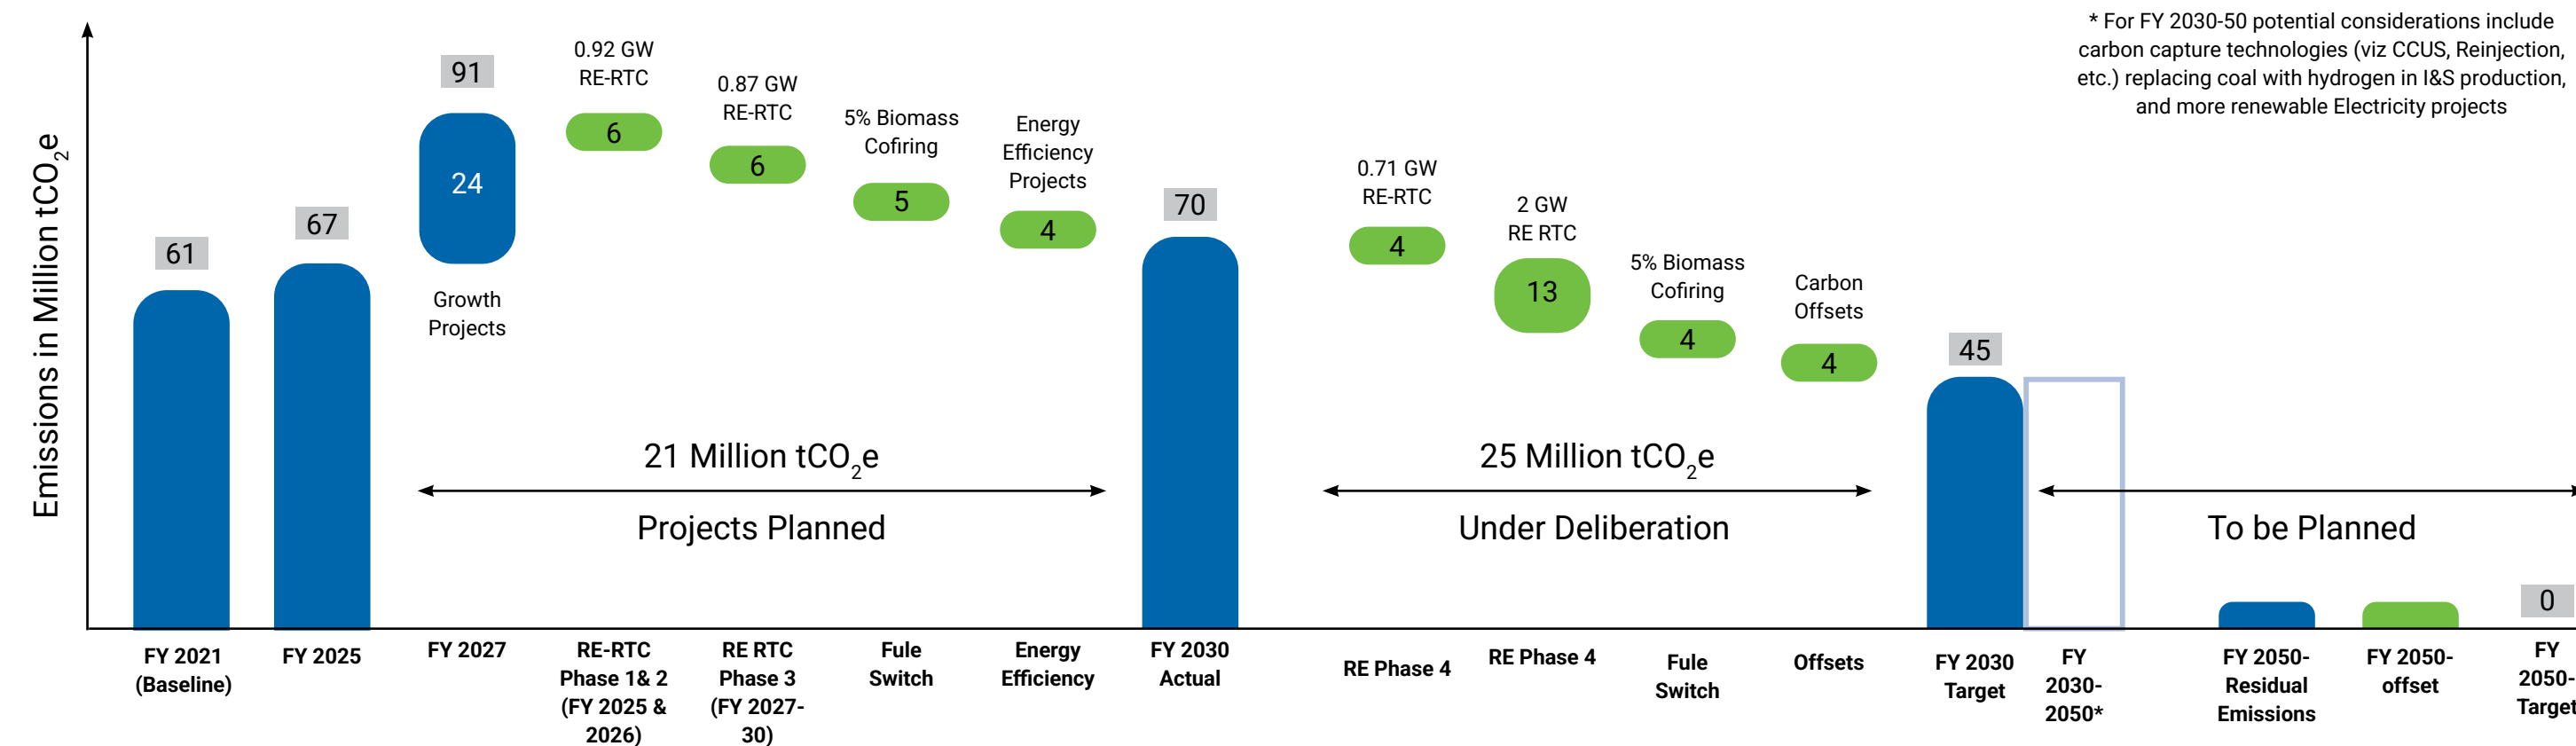 * For FY 2030-50 potential considerations include
carbon capture technologies (viz CCUS, Reinjection,
etc.) replacing coal with hydrogen in I&S production,
and more renewable Electricity projects
Emissions in Million tCO2e
61
67
91
24
Growth
Projects
0.92 GW
RE-RTC
6
0.87 GW
RE-RTC
6
5% Biomass
Cofiring
5
Energy
Efficiency
Projects
4
70
0.71 GW
RE-RTC
4
2 GW
RE RTC
13
5% Biomass
Cofiring
4
Carbon
Offsets
4
45
0
21 Million tCO2e
Projects Planned
25 Million tCO2e
Under Deliberation
To be Planned
FY 2021
(Baseline)
FY 2025
FY 2027
RE-RTC
Phase 1& 2
(FY 2025 &
2026)
RE RTC
Phase 3
(FY 2027-
30)
Fule
Switch
Energy
Efficiency
FY 2030
Actual
RE Phase 4
RE Phase 4
Fule
Switch
Offsets
FY 2030
Target
FY
2030-
2050*
FY 2050-
Residual
Emissions
FY 2050-
offset
FY
2050-
Target